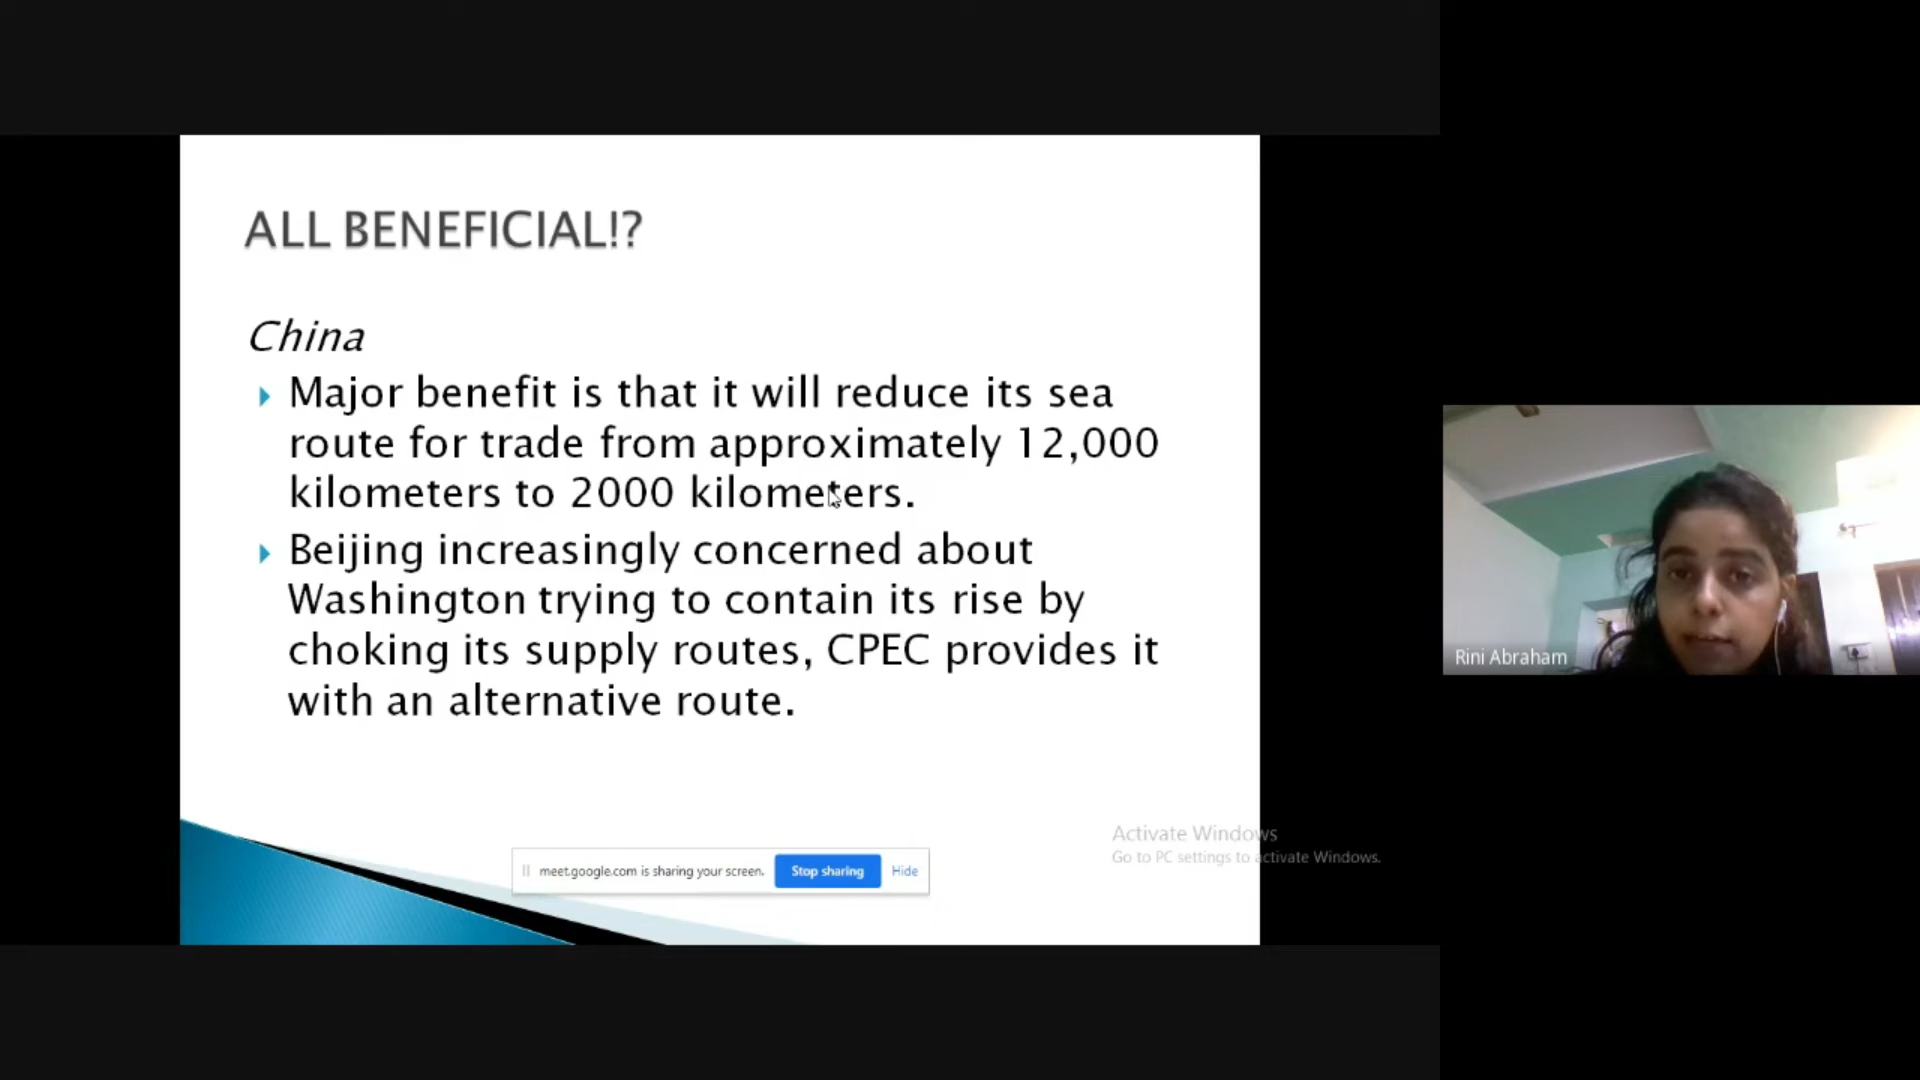 ALL BENEFICIAL!?
China
Major benefit is that it will reduce its sea
route for trade from approximately 12,000
kilometers to 2000 kilometers.
Beijing increasingly concerned about
Washington trying to contain its rise by
choking its supply routes, CPEC provides it
with an alternative route.
Activate Windows
Go to PC settings to activate Windows.
meet.google.com is sharing your screen.
Stop sharing
Hide
Rini Abraham